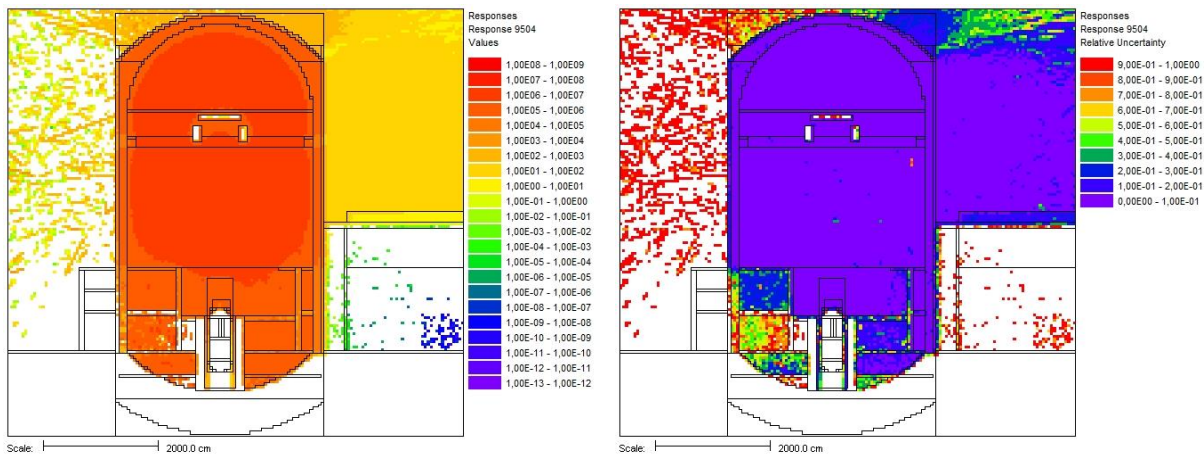 Responses
Response 9504
Values
1,00E08 - 1,00E09
1,00E07 - 1,00E08
1,00E06 - 1,00E07
1,00E05 - 1,00E06
1,00E04 - 1,00E05
1,00E03 - 1,00E04
1,00E02 - 1,00E03
1,00E01 - 1,00E02
1,00E00 - 1,00E01
1,00E-01 - 1,00E00
1,00E-02 - 1,00E-01
1,00E-03 - 1,00E-02
1,00E-04 - 1,00E-03
1,00E-05 - 1,00E-04
1,00E-06 - 1,00E-05
1,00E-07 - 1,00E-06
1,00E-08 - 1,00E-07
1,00E-09 - 1,00E-08
1,00E-10 - 1,00E-09
1,00E-11 - 1,00E-10
1,00E-12 - 1,00E-11
1,00E-13 - 1,00E-12
Scale: 2000.0 cm
Responses
Response 9504
Relative Uncertainty
9,00E-01 - 1,00E00
8,00E-01 - 9,00E-01
7,00E-01 - 8,00E-01
6,00E-01 - 7,00E-01
5,00E-01 - 6,00E-01
4,00E-01 - 5,00E-01
3,00E-01 - 4,00E-01
2,00E-01 - 3,00E-01
1,00E-01 - 2,00E-01
0,00E00 - 1,00E-01
Scale: 2000.0 cm